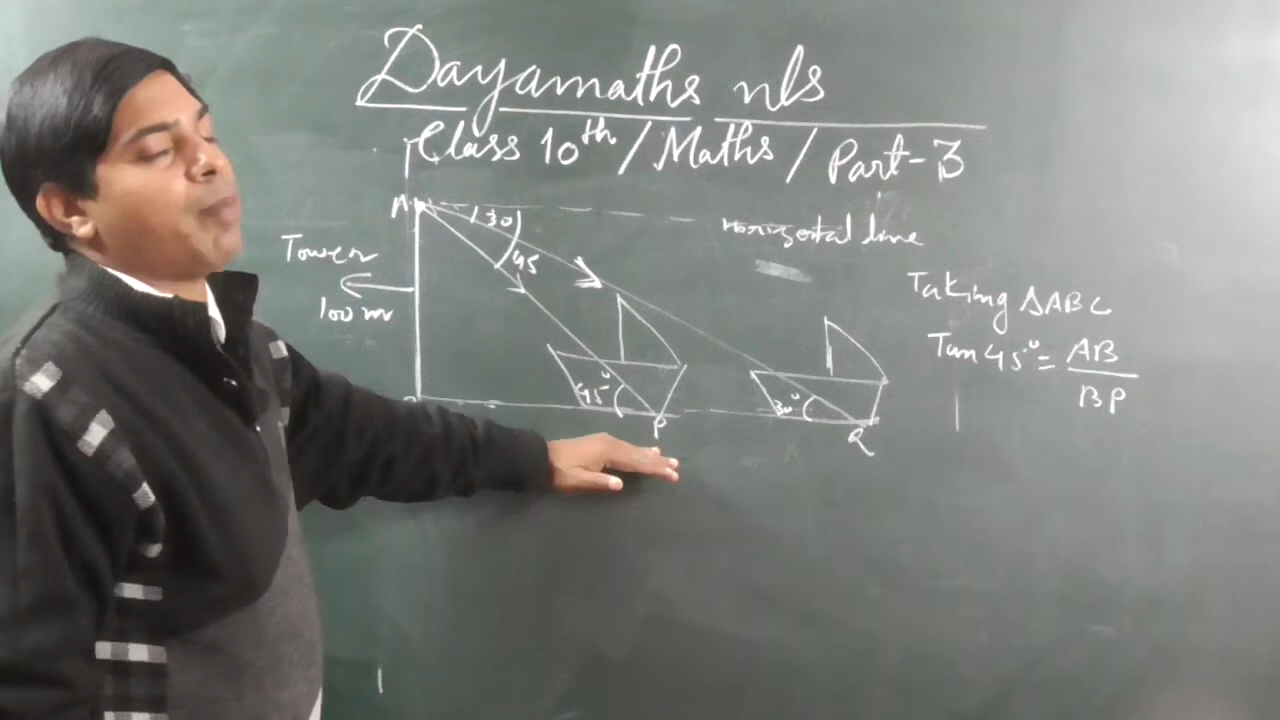 Dayamaths nls
Class 10th / Maths / Part-3
A
30
Horizontal line
45
Tower
100 m
Taking ΔABC
Tan 45° = AB
BP
45°
30°
P
Q